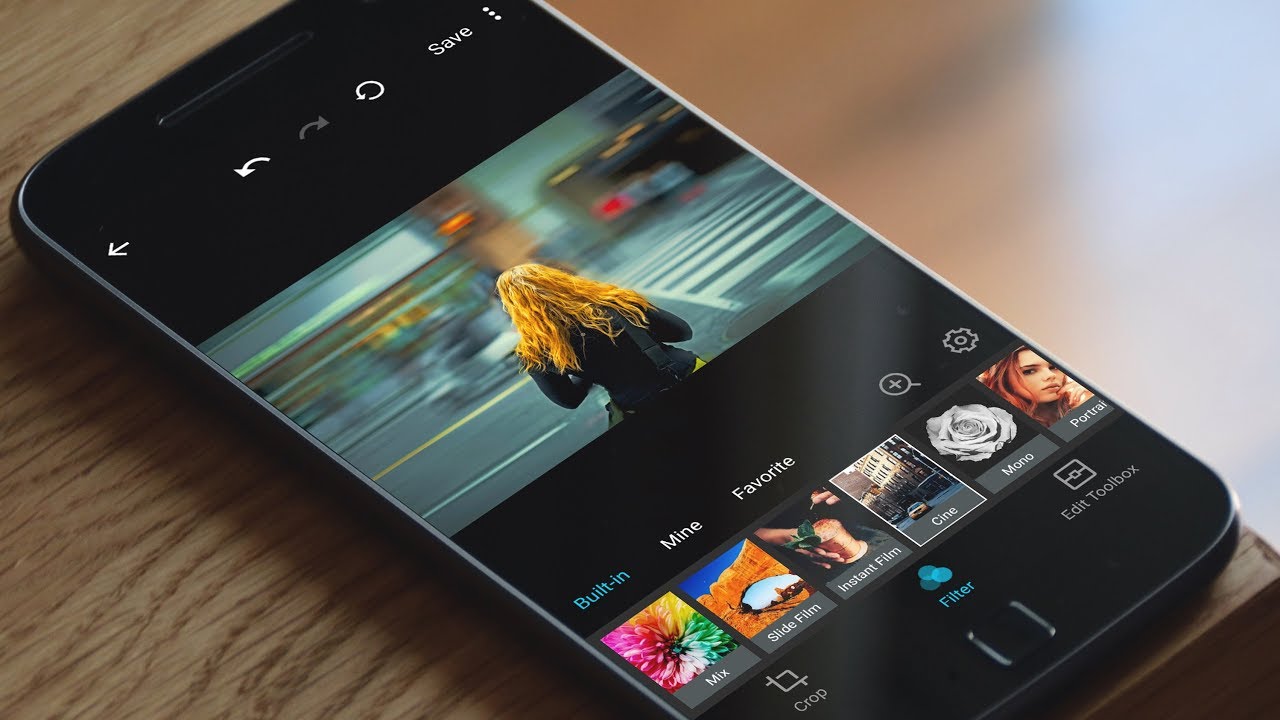 Save
Built-in
Mine
Favorite
Mix
Slide Film
Instant Film
Cine
Mono
Portrai
Crop
Filter
Edit Toolbox